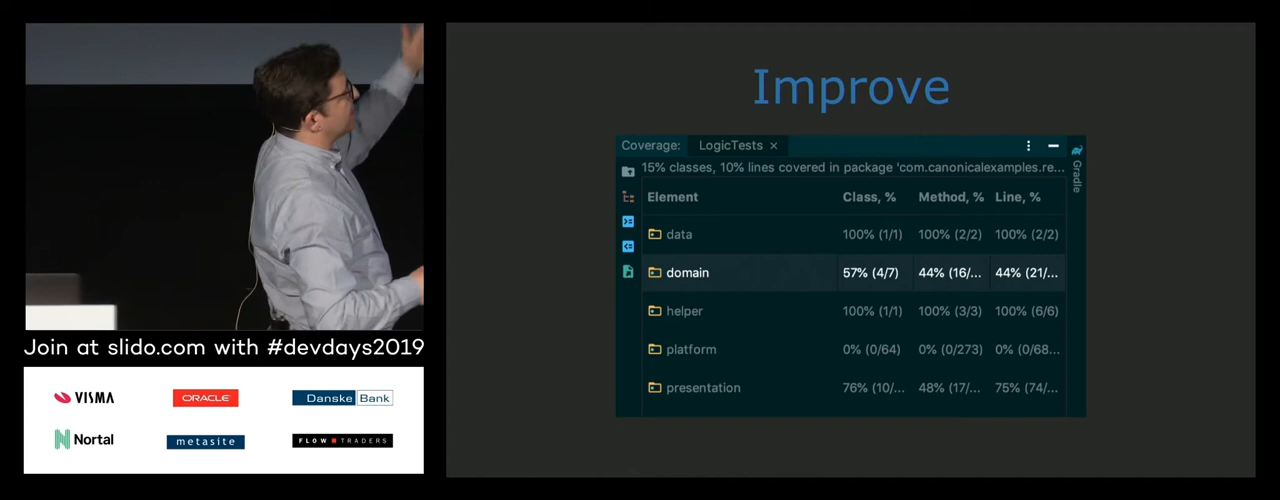 Join at slido.com with #devdays2019
VISMA
ORACLE
Danske Bank
Nortal
metasite
FLOW TRADERS
Improve
Coverage: LogicTests ×
15% classes, 10% lines covered in package 'com.canonicalexamples.re...
Gradle
Element Class, % Method, % Line, %
data 100% (1/1) 100% (2/2) 100% (2/2)
domain 57% (4/7) 44% (16/... 44% (21/...
helper 100% (1/1) 100% (3/3) 100% (6/6)
platform 0% (0/64) 0% (0/273) 0% (0/68...
presentation 76% (10/... 48% (17/... 75% (74/...